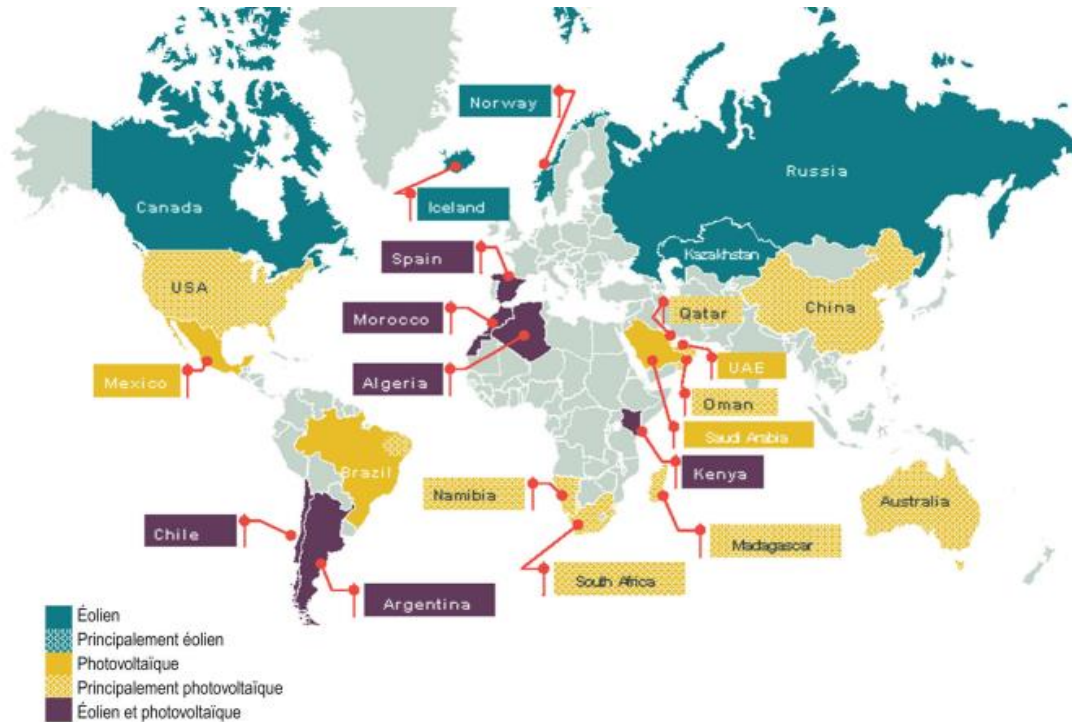 Norway
Russia
Canada
Iceland
Kazakhstan
Spain
USA
China
Qatar
Morocco
UAE
Algeria
Mexico
Oman
Saudi Arabia
Brazil
Kenya
Namibia
Australia
Chile
Madagascar
South Africa
Argentina
Éolien
Principalement éolien
Photovoltaïque
Principalement photovoltaïque
Éolien et photovoltaïque